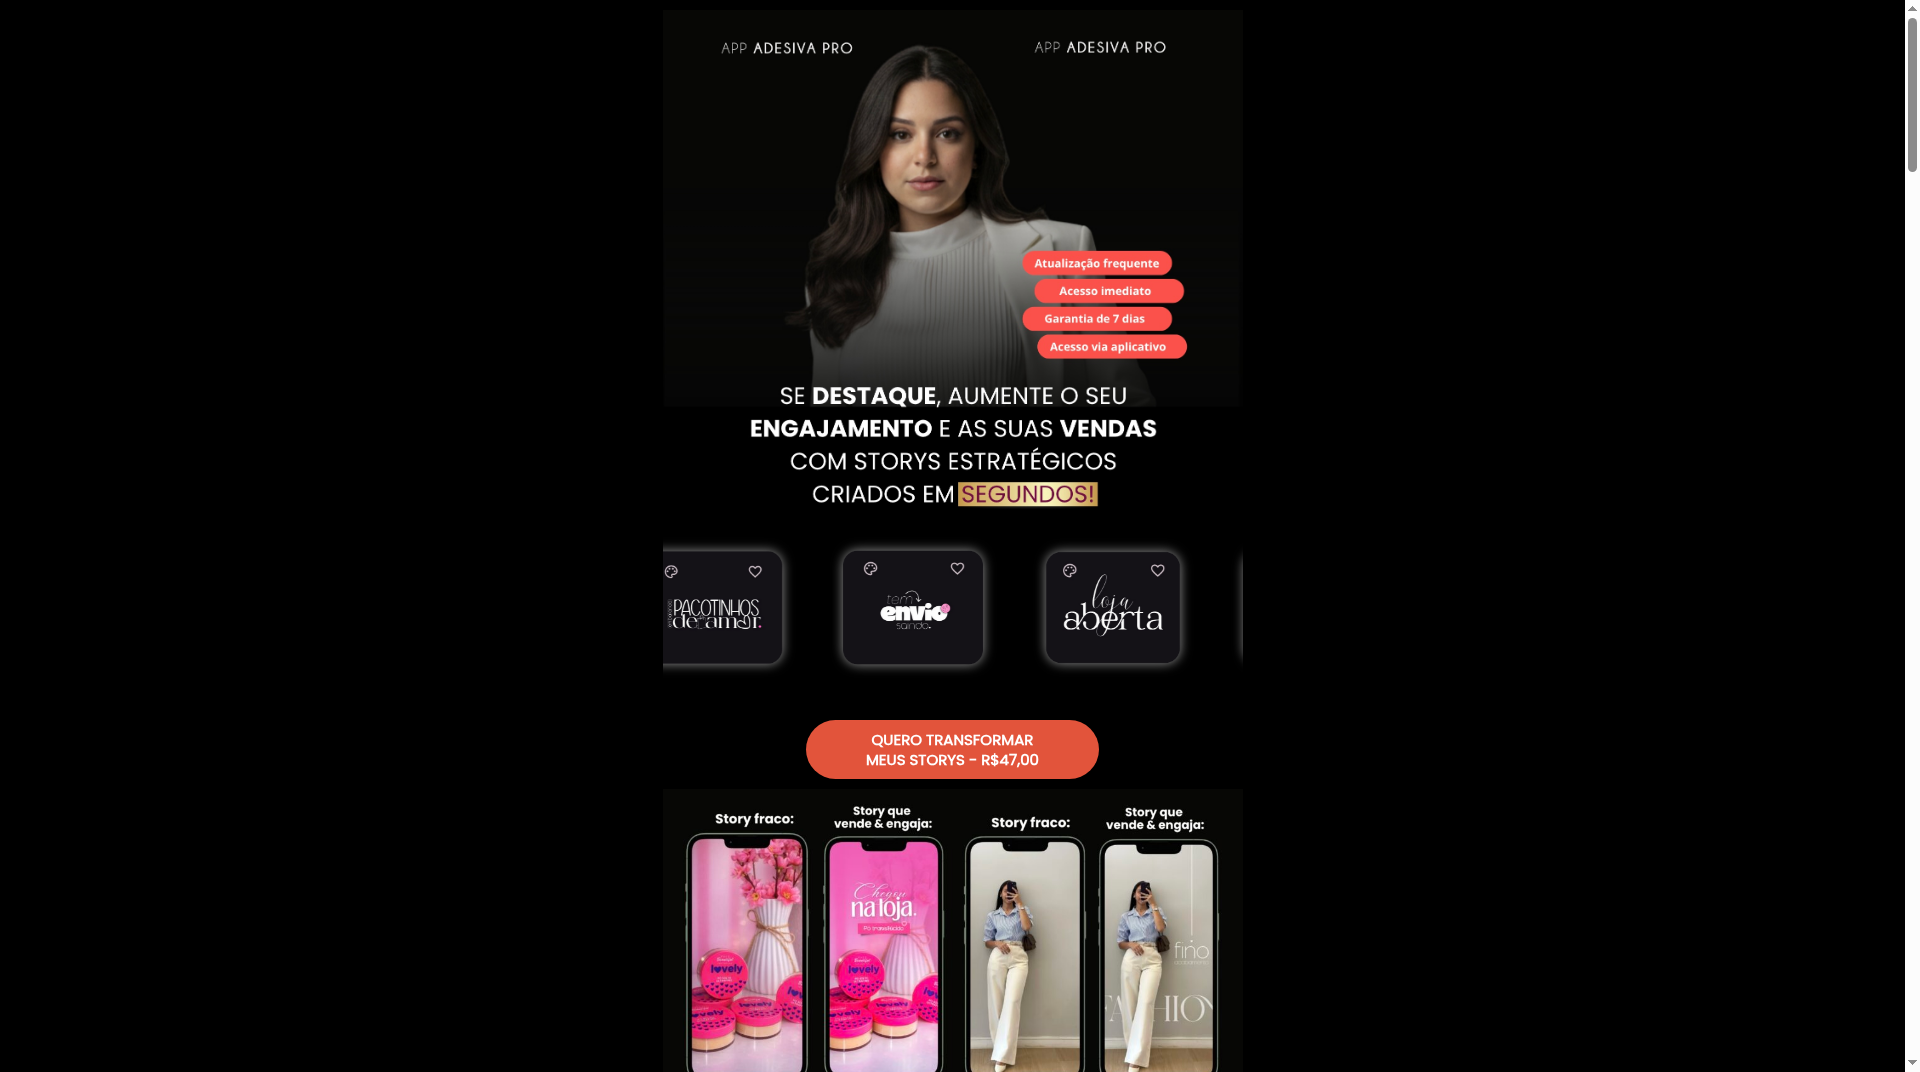 APP ADESIVA PRO
APP ADESIVA PRO
Atualização frequente
Acesso imediato
Garantia de 7 dias
Acesso via aplicativo
SE DESTAQUE, AUMENTE O SEU
ENGAJAMENTO E AS SUAS VENDAS
COM STORYS ESTRATÉGICOS
CRIADOS EM SEGUNDOS!
PACOTINHOS
de amor.
tem
envio
saindo.
loja
aberta
QUERO TRANSFORMAR
MEUS STORYS - R$47,00
Story fraco:
Story que
vende & engaja:
Story fraco:
Story que
vende & engaja:
lovely
Chegou
na loja.
Pó translúcido
lovely
fino
FASHION